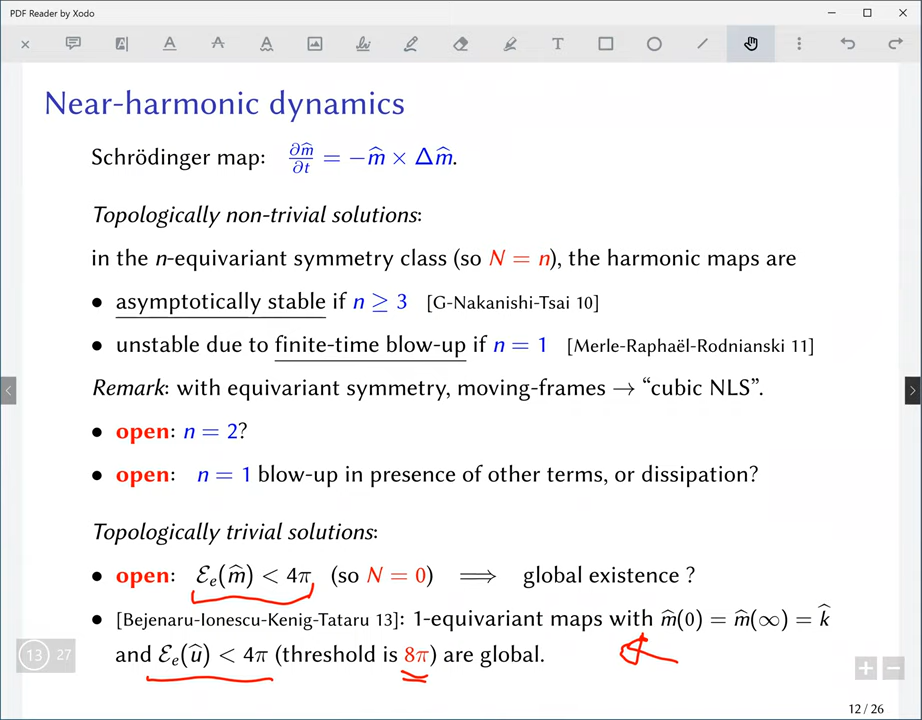 PDF Reader by Xodo
Near-harmonic dynamics
Schrödinger map: ∂m̂/∂t = −m̂ × Δm̂.
Topologically non-trivial solutions:
in the n-equivariant symmetry class (so N = n), the harmonic maps are
• asymptotically stable if n ≥ 3 [G-Nakanishi-Tsai 10]
• unstable due to finite-time blow-up if n = 1 [Merle-Raphaël-Rodnianski 11]
Remark: with equivariant symmetry, moving-frames → “cubic NLS”.
• open: n = 2?
• open: n = 1 blow-up in presence of other terms, or dissipation?
Topologically trivial solutions:
• open: ℰₑ(m̂) < 4π (so N = 0) ⟹ global existence ?
• [Bejenaru-Ionescu-Kenig-Tataru 13]: 1-equivariant maps with m̂(0) = m̂(∞) = k̂
and ℰₑ(û) < 4π (threshold is 8π) are global.
13 27
12 / 26